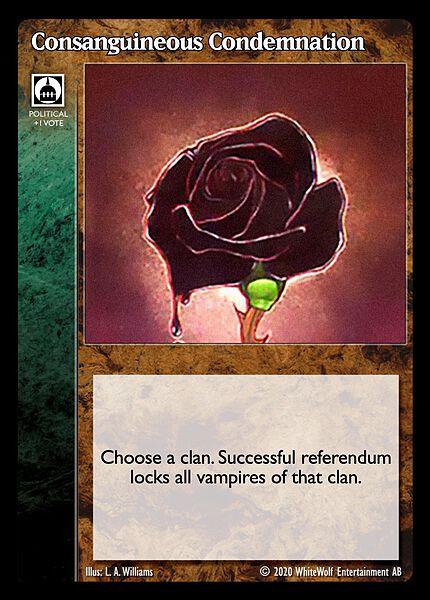 Consanguineous Condemnation
POLITICAL
+1 VOTE
Choose a clan. Successful referendum
locks all vampires of that clan.
Illus: L. A. Williams
© 2020 WhiteWolf Entertainment AB